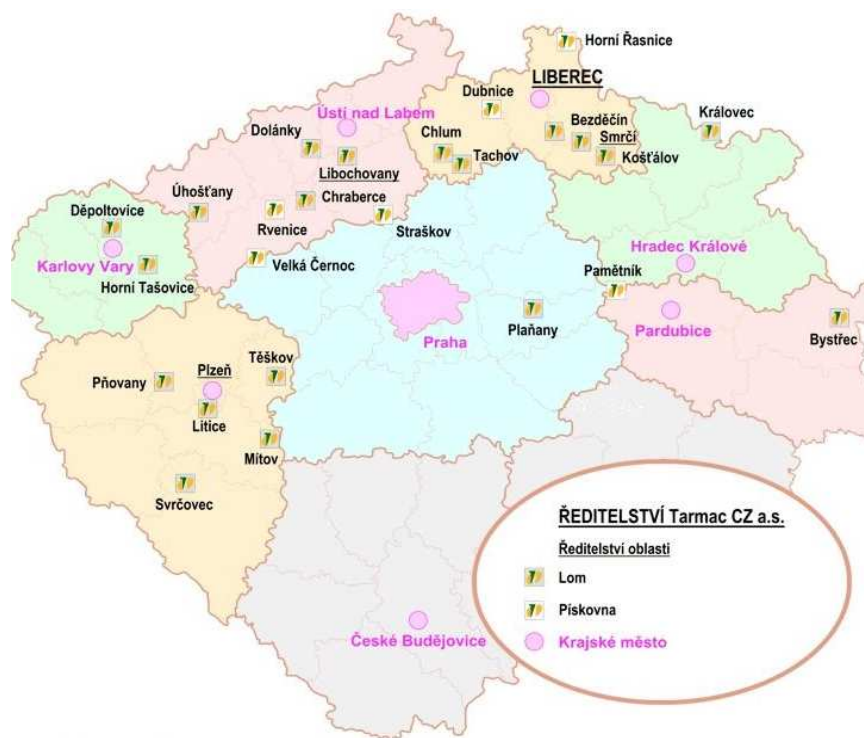 Horní Řasnice
LIBEREC
Dubnice
Ústí nad Labem
Bezděčín
Královec
Dolánky
Chlum
Smrčí
Libochovany
Tachov
Košťálov
Úhošťany
Chraberce
Děpoltovice
Rvenice
Straškov
Karlovy Vary
Hradec Králové
Velká Černoc
Horní Tašovice
Pamětník
Praha
Plaňany
Pardubice
Bystřec
Těškov
Plzeň
Pňovany
Litice
Mítov
Svrčovec
ŘEDITELSTVÍ Tarmac CZ a.s.
Ředitelství oblasti
Lom
Pískovna
České Budějovice
Krajské město